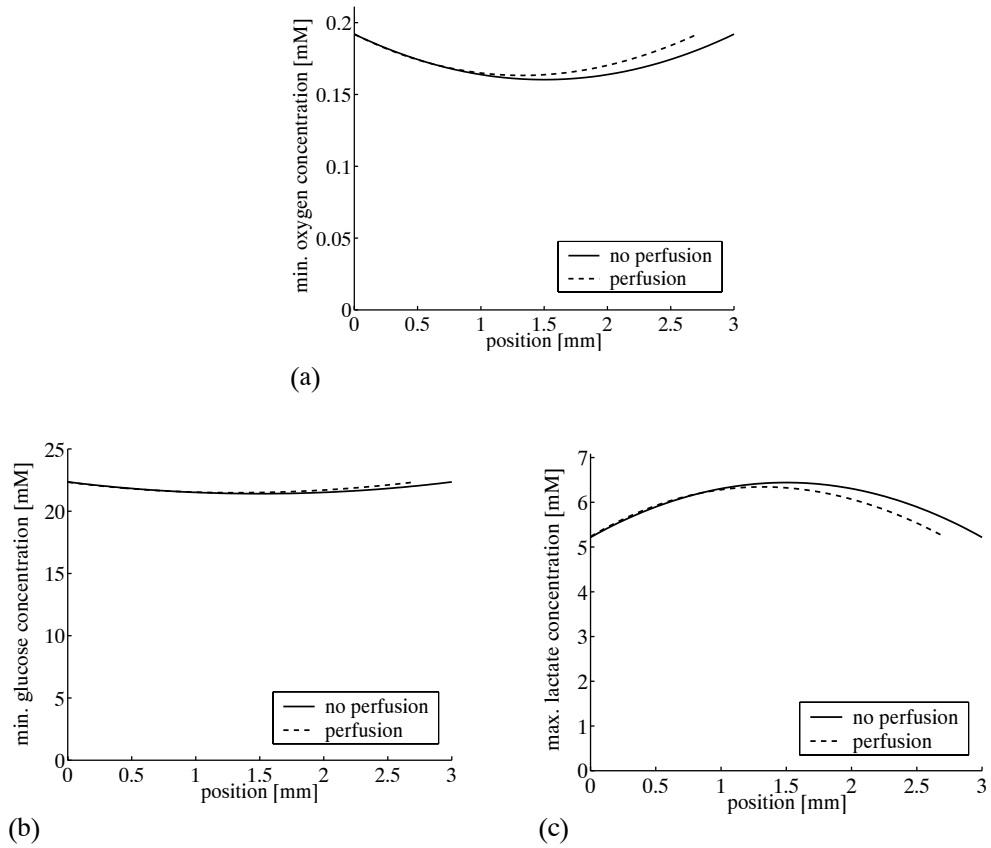 min. oxygen concentration [mM]
0.2
0.15
0.1
0.05
0
0 0.5 1 1.5 2 2.5 3
position [mm]
no perfusion
perfusion
(a)
min. glucose concentration [mM]
25
20
15
10
5
0
0 0.5 1 1.5 2 2.5 3
position [mm]
no perfusion
perfusion
(b)
max. lactate concentration [mM]
7
6
5
4
3
2
1
0
0 0.5 1 1.5 2 2.5 3
position [mm]
no perfusion
perfusion
(c)